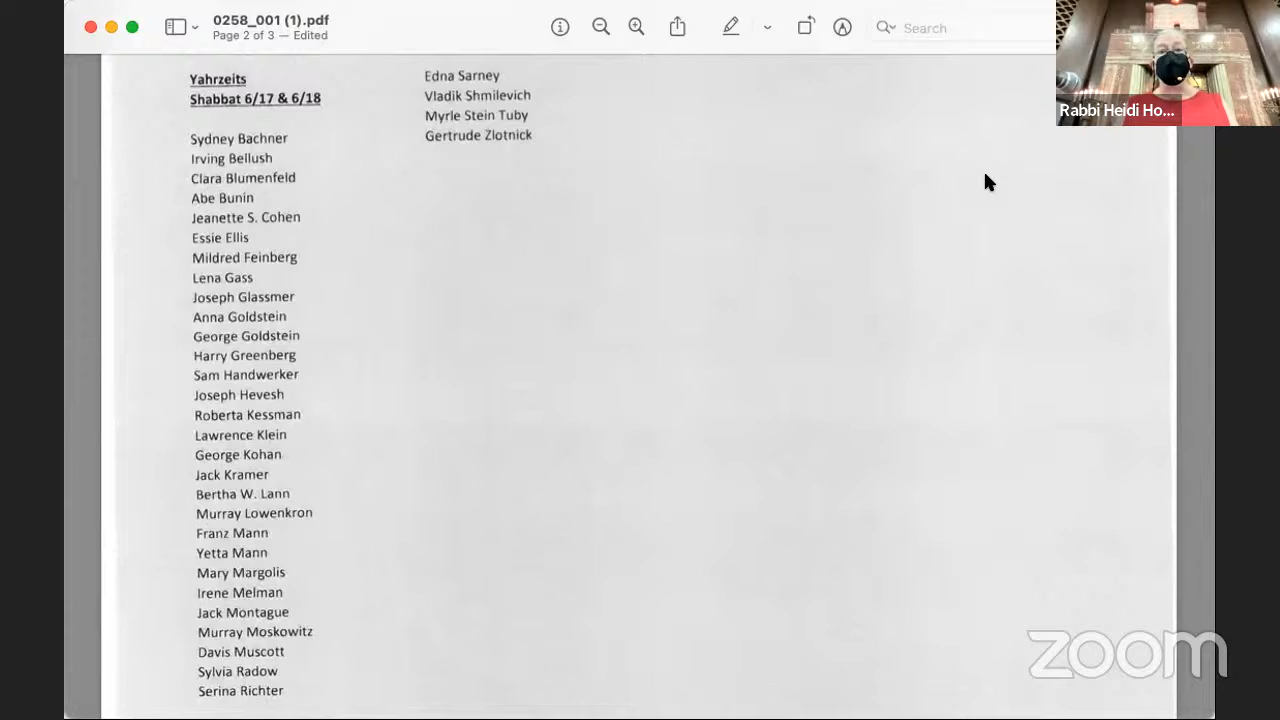 0258_001 (1).pdf
Page 2 of 3 — Edited
Search
Rabbi Heidi Ho...
Yahrzeits
Shabbat 6/17 & 6/18
Sydney Bachner
Irving Bellush
Clara Blumenfeld
Abe Bunin
Jeanette S. Cohen
Essie Ellis
Mildred Feinberg
Lena Gass
Joseph Glassmer
Anna Goldstein
George Goldstein
Harry Greenberg
Sam Handwerker
Joseph Hevesh
Roberta Kessman
Lawrence Klein
George Kohan
Jack Kramer
Bertha W. Lann
Murray Lowenkron
Franz Mann
Yetta Mann
Mary Margolis
Irene Melman
Jack Montague
Murray Moskowitz
Davis Muscott
Sylvia Radow
Serina Richter
Edna Sarney
Vladik Shmilevich
Myrle Stein Tuby
Gertrude Zlotnick
zoom